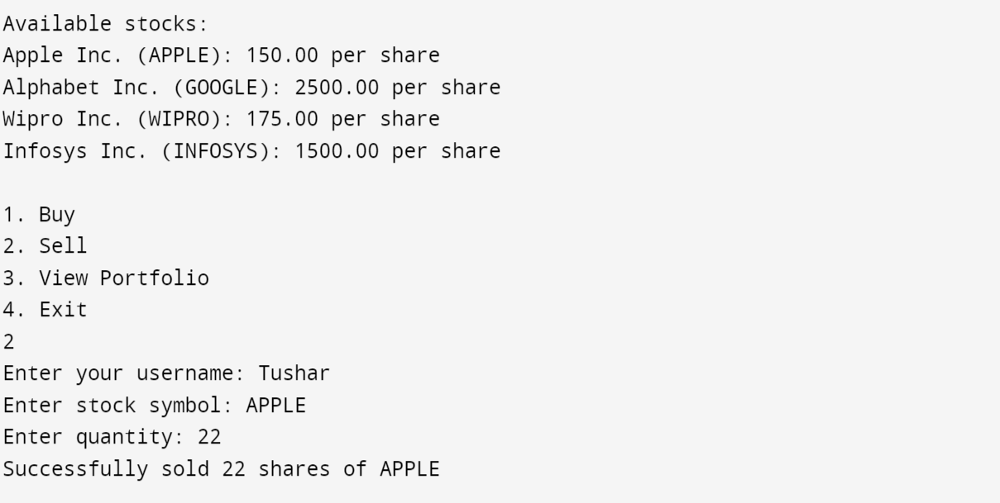 Available stocks:
Apple Inc. (APPLE): 150.00 per share
Alphabet Inc. (GOOGLE): 2500.00 per share
Wipro Inc. (WIPRO): 175.00 per share
Infosys Inc. (INFOSYS): 1500.00 per share
1. Buy
2. Sell
3. View Portfolio
4. Exit
2
Enter your username: Tushar
Enter stock symbol: APPLE
Enter quantity: 22
Successfully sold 22 shares of APPLE